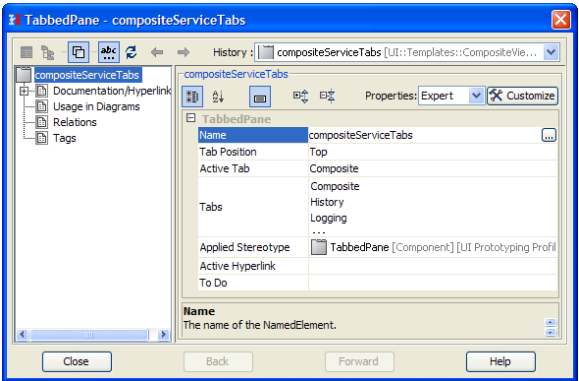 TabbedPane - compositeServiceTabs
abc
History : compositeServiceTabs [UI::Templates::CompositeVie...
compositeServiceTabs
Documentation/Hyperlink
Usage in Diagrams
Relations
Tags
compositeServiceTabs
Properties: Expert Customize
TabbedPane
Name compositeServiceTabs ...
Tab Position Top
Active Tab Composite
Tabs
Composite
History
Logging
...
Applied Stereotype TabbedPane [Component] [UI Prototyping Profil
Active Hyperlink
To Do
Name
The name of the NamedElement.
Close Back Forward Help